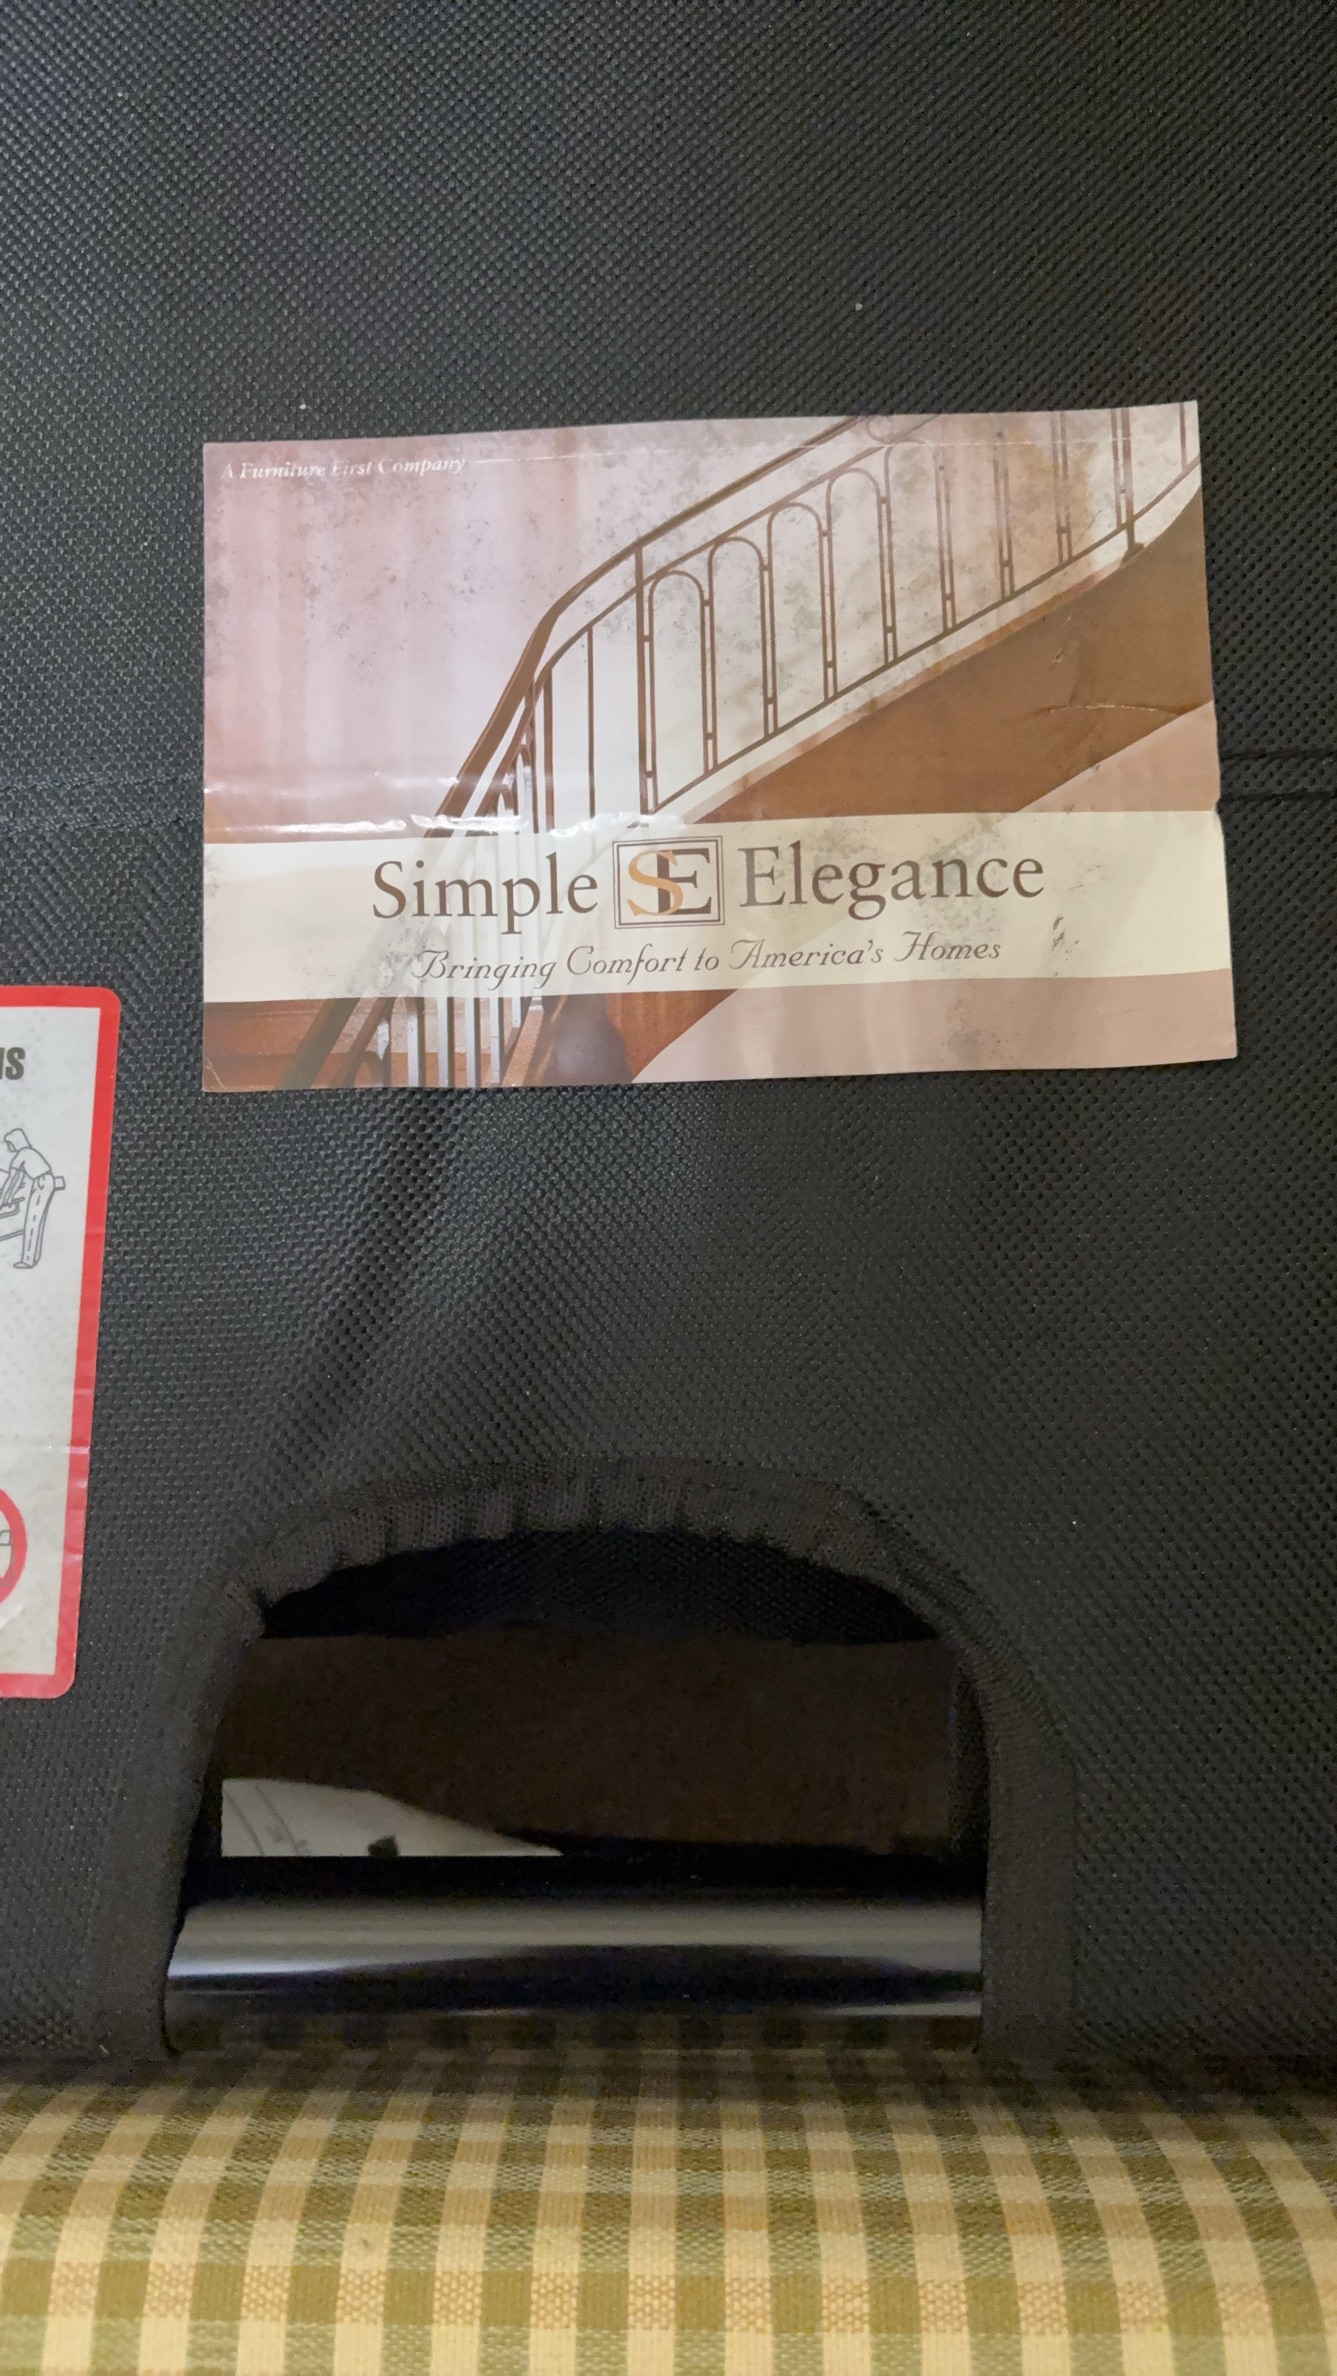 A Furniture First Company
Simple SE Elegance
Bringing Comfort to America's Homes